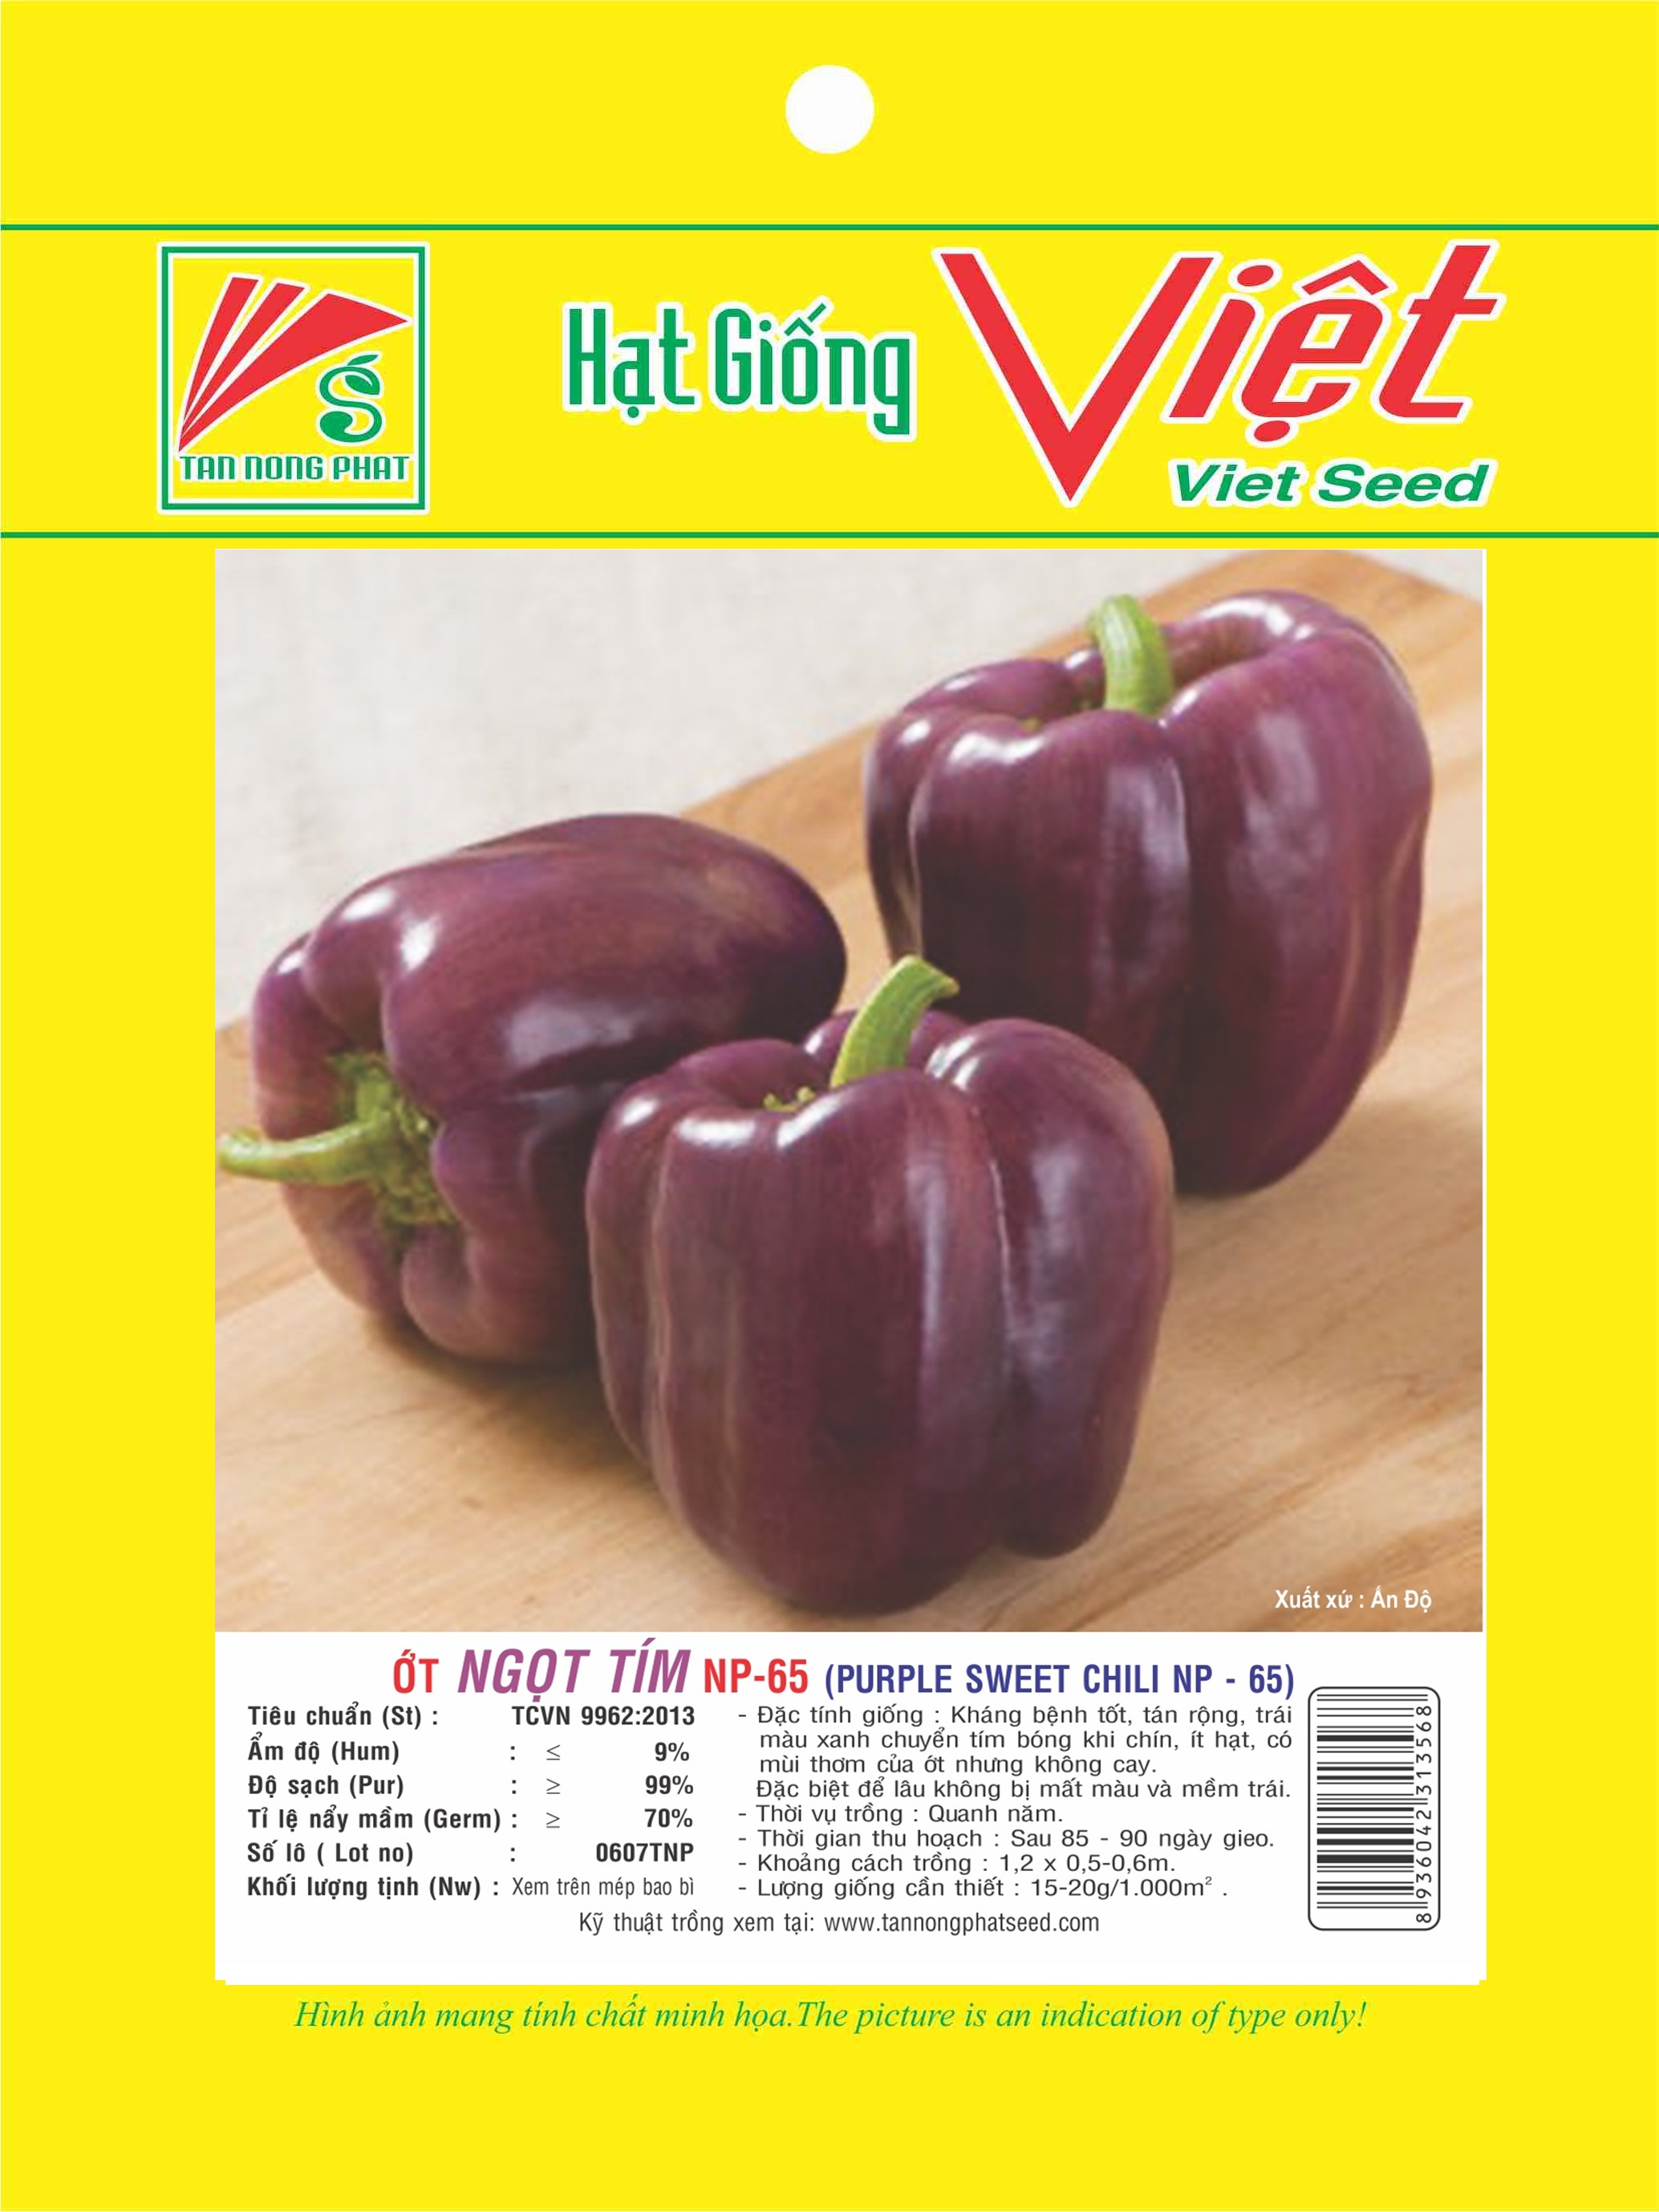 TAN NONG PHAT
Hạt Giống Việt
Viet Seed
Xuất xứ : Ấn Độ
ỚT NGỌT TÍM NP-65 (PURPLE SWEET CHILI NP - 65)
Tiêu chuẩn (St) : TCVN 9962:2013
Ẩm độ (Hum) : ≤ 9%
Độ sạch (Pur) : ≥ 99%
Tỉ lệ nẩy mầm (Germ) : ≥ 70%
Số lô ( Lot no) : 0607TNP
Khối lượng tịnh (Nw) : Xem trên mép bao bì
- Đặc tính giống : Kháng bệnh tốt, tán rộng, trái
màu xanh chuyển tím bóng khi chín, ít hạt, có
mùi thơm của ớt nhưng không cay.
Đặc biệt để lâu không bị mất màu và mềm trái.
- Thời vụ trồng : Quanh năm.
- Thời gian thu hoạch : Sau 85 - 90 ngày gieo.
- Khoảng cách trồng : 1,2 x 0,5-0,6m.
- Lượng giống cần thiết : 15-20g/1.000m² .
8 936042 313568
Kỹ thuật trồng xem tại: www.tannongphatseed.com
Hình ảnh mang tính chất minh họa.The picture is an indication of type only!